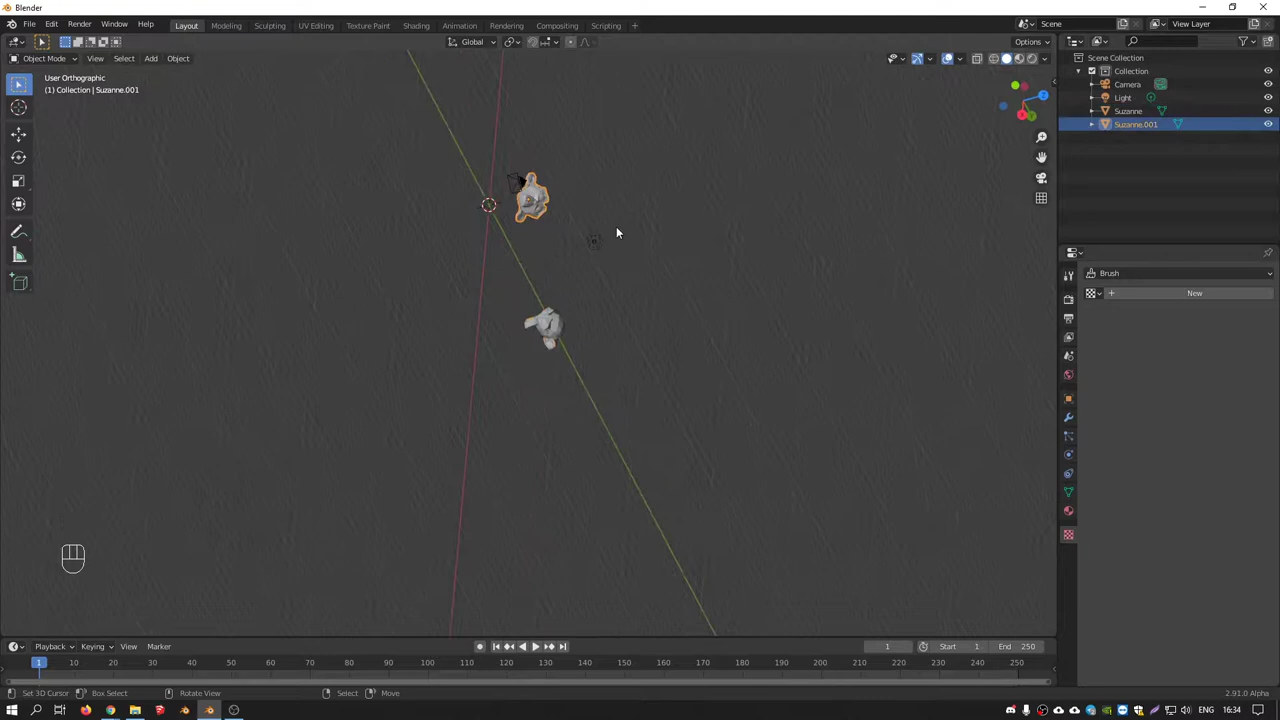 Blender
File Edit Render Window Help
Layout Modeling Sculpting UV Editing Texture Paint Shading Animation Rendering Compositing Scripting
Scene
View Layer
Global
Options
Object Mode View Select Add Object
User Orthographic
(1) Collection | Suzanne.001
Scene Collection
Collection
Camera
Light
Suzanne
Suzanne.001
Brush
New
Playback Keying View Marker
1 Start 1 End 250
1 10 20 30 40 50 60 70 80 90 100 110 120 130 140 150 160 170 180 190 200 210 220 230 240 250
Set 3D Cursor Box Select Rotate View Select Move
2.91.0 Alpha
ENG 16:34